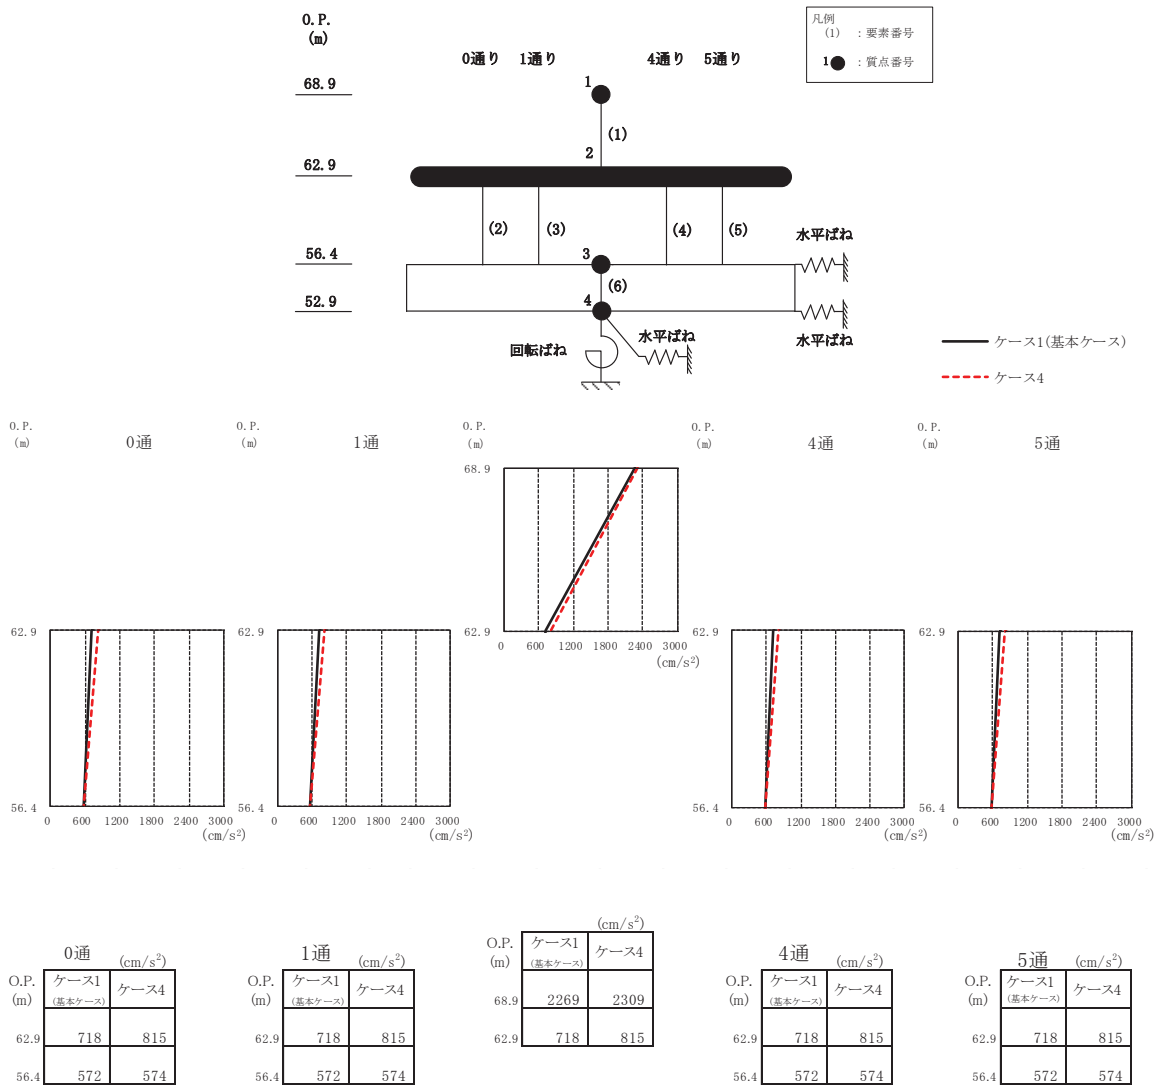 O.P.
(m)
0通り 1通り 4通り 5通り
凡例
(1) : 要素番号
1 : 質点番号
68.9
1
(1)
2
62.9
(2) (3) (4) (5)
水平ばね
56.4
3
(6)
52.9
4
水平ばね
水平ばね
回転ばね
ケース1(基本ケース)
ケース4
O.P.
(m)
0通
O.P.
(m)
1通
O.P.
(m)
O.P.
(m)
4通
O.P.
(m)
5通
68.9
62.9
0 600 1200 1800 2400 3000
(cm/s²)
62.9
56.4
0 600 1200 1800 2400 3000
(cm/s²)
62.9
56.4
0 600 1200 1800 2400 3000
(cm/s²)
62.9
56.4
0 600 1200 1800 2400 3000
(cm/s²)
62.9
56.4
0 600 1200 1800 2400 3000
(cm/s²)
0通 (cm/s²)
O.P.
(m)
ケース1
(基本ケース)
ケース4
62.9 718 815
56.4 572 574
1通 (cm/s²)
O.P.
(m)
ケース1
(基本ケース)
ケース4
62.9 718 815
56.4 572 574
(cm/s²)
O.P.
(m)
ケース1
(基本ケース)
ケース4
68.9 2269 2309
62.9 718 815
4通 (cm/s²)
O.P.
(m)
ケース1
(基本ケース)
ケース4
62.9 718 815
56.4 572 574
5通 (cm/s²)
O.P.
(m)
ケース1
(基本ケース)
ケース4
62.9 718 815
56.4 572 574